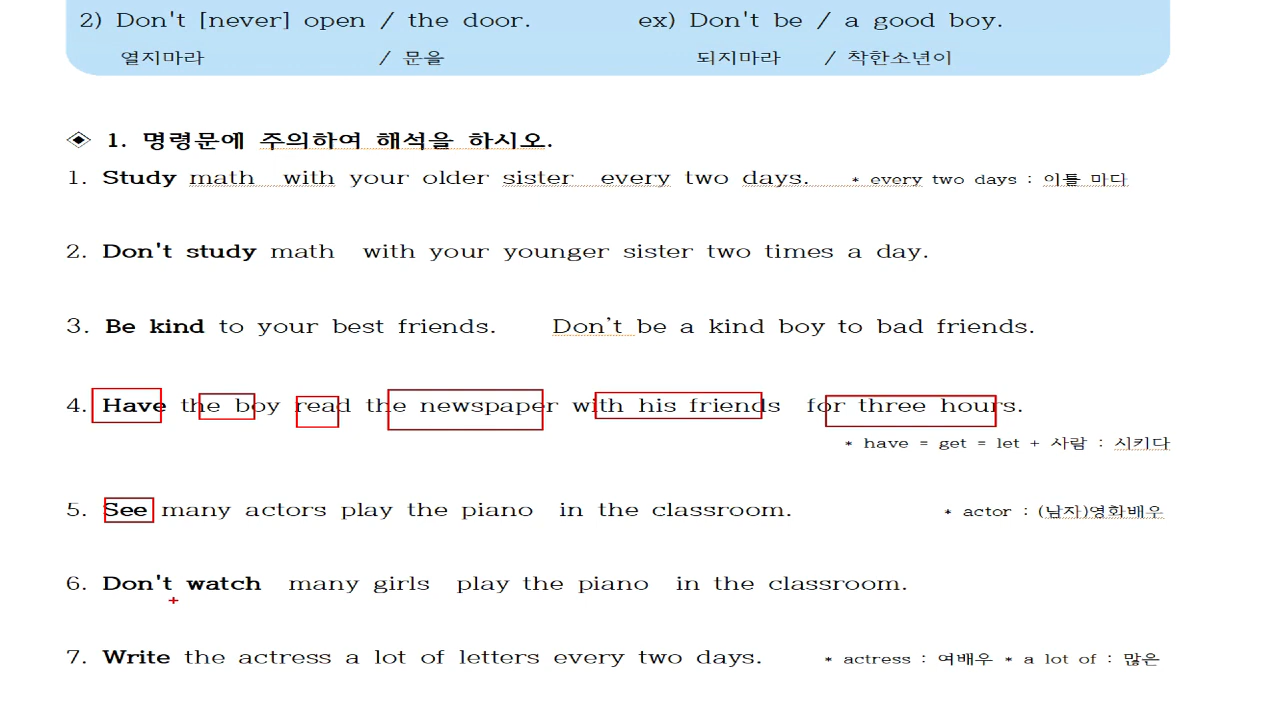 2) Don't [never] open / the door. ex) Don't be / a good boy.
열지마라 / 문을 되지마라 / 착한소년이
◈ 1. 명령문에 주의하여 해석을 하시오.
1. Study math with your older sister every two days. * every two days : 이틀 마다
2. Don't study math with your younger sister two times a day.
3. Be kind to your best friends. Don't be a kind boy to bad friends.
4. Have the boy read the newspaper with his friends for three hours.
* have = get = let + 사람 : 시키다
5. See many actors play the piano in the classroom. * actor : (남자)영화배우
6. Don't watch many girls play the piano in the classroom.
7. Write the actress a lot of letters every two days. * actress : 여배우 * a lot of : 많은